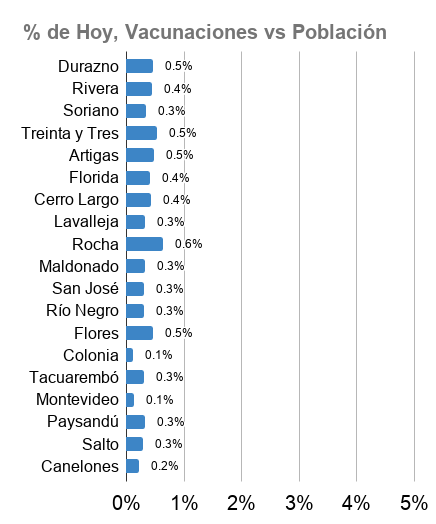 % de Hoy, Vacunaciones vs Población
Durazno 0.5%
Rivera 0.4%
Soriano 0.3%
Treinta y Tres 0.5%
Artigas 0.5%
Florida 0.4%
Cerro Largo 0.4%
Lavalleja 0.3%
Rocha 0.6%
Maldonado 0.3%
San José 0.3%
Río Negro 0.3%
Flores 0.5%
Colonia 0.1%
Tacuarembó 0.3%
Montevideo 0.1%
Paysandú 0.3%
Salto 0.3%
Canelones 0.2%
0% 1% 2% 3% 4% 5%